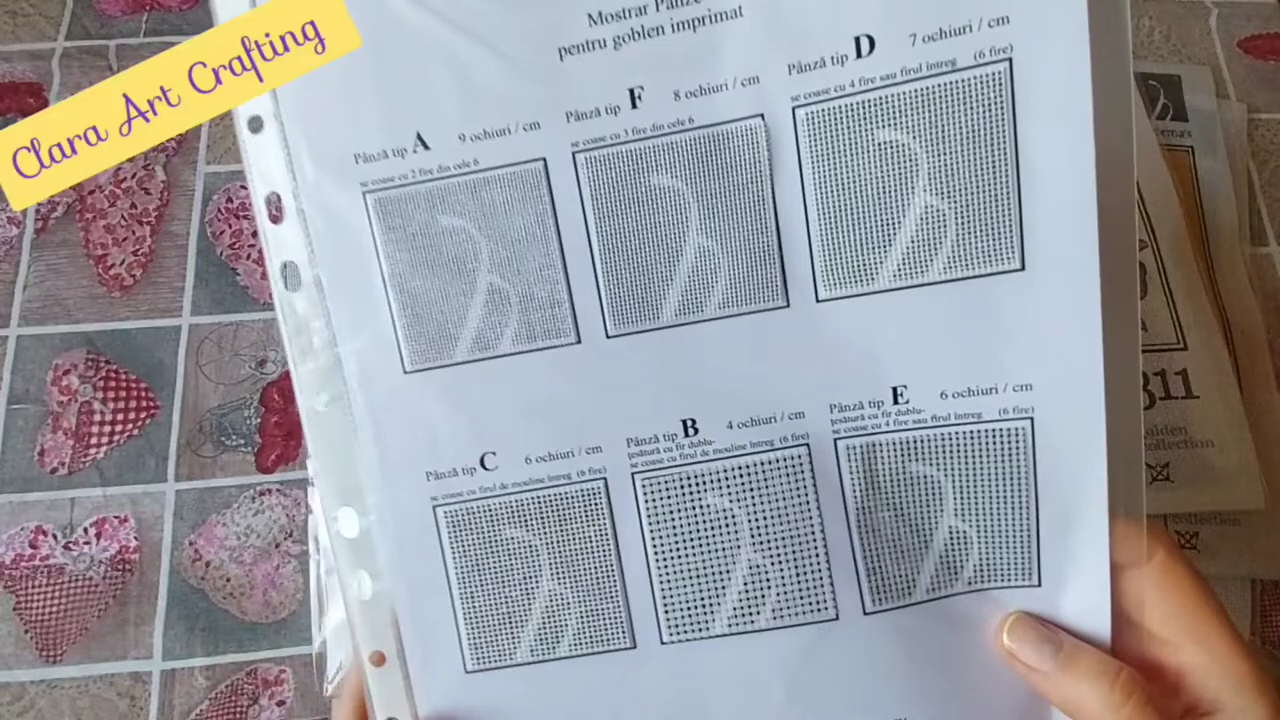 Clara Art Crafting
Mostrar Pânze
pentru goblen imprimat
Pânză tip A 9 ochiuri / cm
se coase cu 2 fire din cele 6
Pânză tip F 8 ochiuri / cm
se coase cu 3 fire din cele 6
Pânză tip D 7 ochiuri / cm
se coase cu 4 fire sau firul întreg (6 fire)
Pânză tip C 6 ochiuri / cm
se coase cu firul de mouline întreg (6 fire)
Pânză tip B 4 ochiuri / cm
țesătură cu fir dublu-
se coase cu firul de mouline întreg (6 fire)
Pânză tip E 6 ochiuri / cm
țesătură cu fir dublu-
se coase cu 4 fire sau firul întreg (6 fire)
311
collection
collection